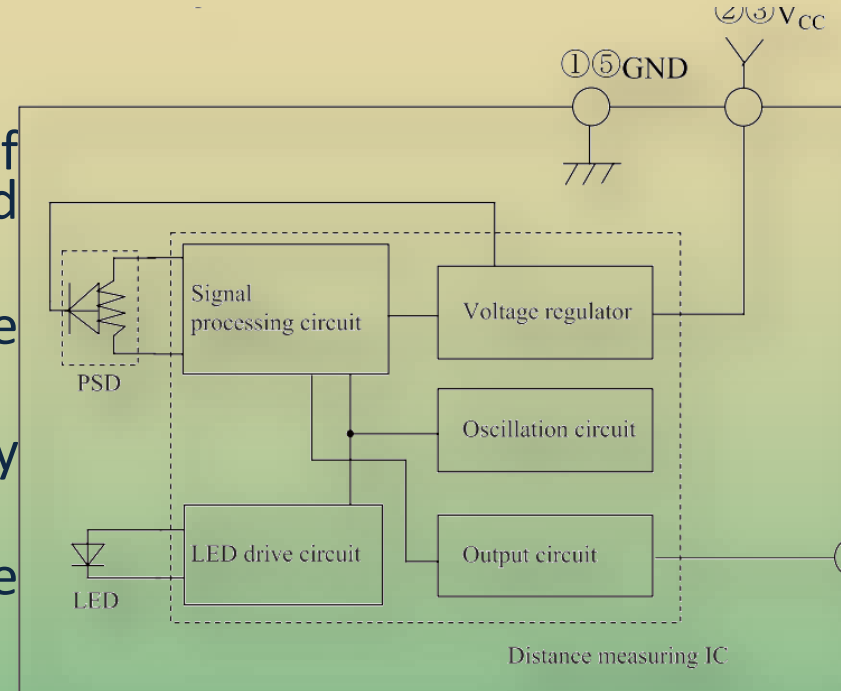 ②③VCC
①⑤GND
f
d
e
y
e
Signal
processing circuit
Voltage regulator
PSD
Oscillation circuit
LED drive circuit
Output circuit
LED
Distance measuring IC